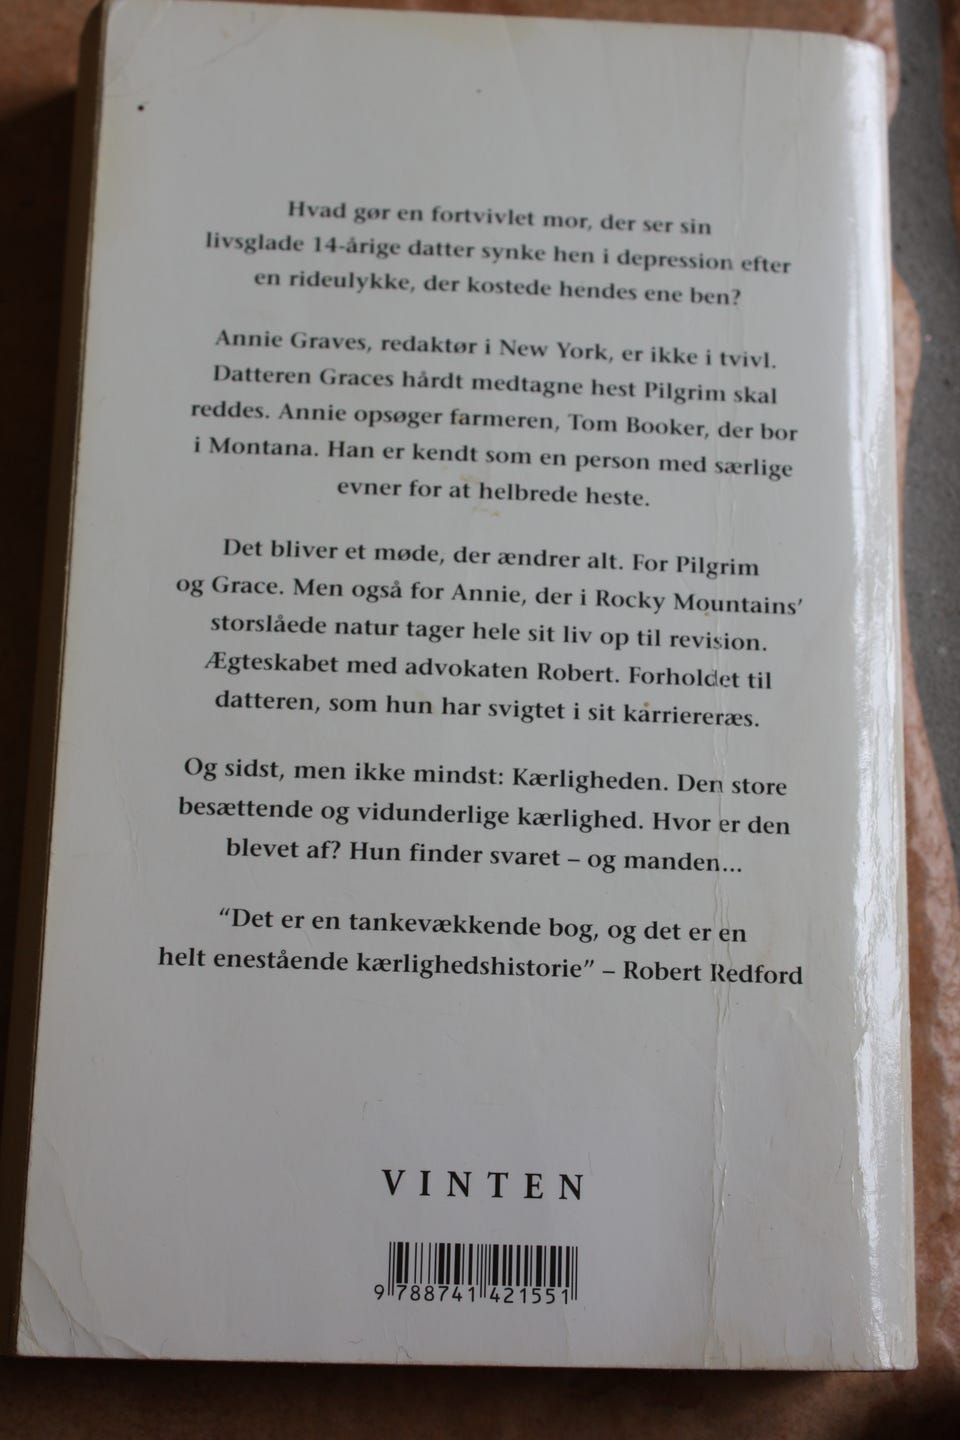 Hvad gør en fortvivlet mor, der ser sin
livsglade 14-årige datter synke hen i depression efter
en rideulykke, der kostede hendes ene ben?
Annie Graves, redaktør i New York, er ikke i tvivl.
Datteren Graces hårdt medtagne hest Pilgrim skal
reddes. Annie opsøger farmeren, Tom Booker, der bor
i Montana. Han er kendt som en person med særlige
evner for at helbrede heste.
Det bliver et møde, der ændrer alt. For Pilgrim
og Grace. Men også for Annie, der i Rocky Mountains'
storslåede natur tager hele sit liv op til revision.
Ægteskabet med advokaten Robert. Forholdet til
datteren, som hun har svigtet i sit karriereræs.
Og sidst, men ikke mindst: Kærligheden. Den store
besættende og vidunderlige kærlighed. Hvor er den
blevet af? Hun finder svaret – og manden...
"Det er en tankevækkende bog, og det er en
helt enestående kærlighedshistorie" – Robert Redford
VINTEN
9 788741 421551